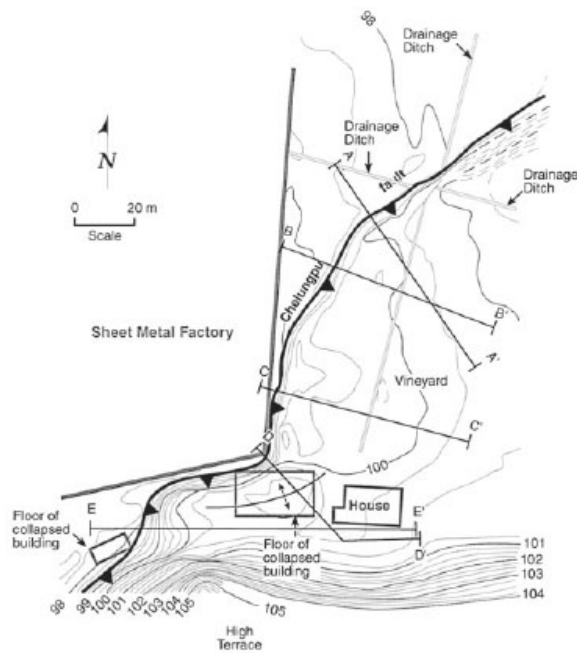 98
Drainage
Ditch
Drainage
Ditch
A
N
0 20 m
Scale
Drainage
Ditch
B
Chelungpu
B'
Sheet Metal Factory
A'
Vineyard
C
C'
D
100
House
E
E'
Floor of
collapsed
building
Floor of
collapsed
building
D'
101
102
103
104
98
99
100
101
102
103
104
105
105
High
Terrace